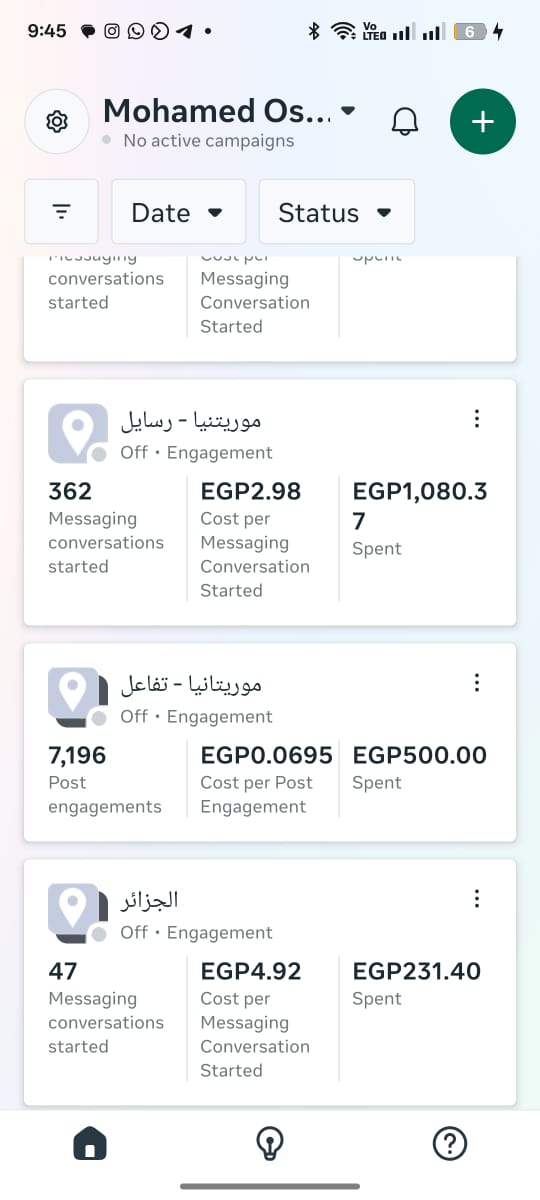 9:45
Vo
LTE
6
Mohamed Os...
No active campaigns
Date
Status
Messaging
conversations
started
Cost per
Messaging
Conversation
Started
Spent
موريتنيا - رسايل
Off • Engagement
362
Messaging
conversations
started
EGP2.98
Cost per
Messaging
Conversation
Started
EGP1,080.3
7
Spent
موريتانيا - تفاعل
Off • Engagement
7,196
Post
engagements
EGP0.0695
Cost per Post
Engagement
EGP500.00
Spent
الجزائر
Off • Engagement
47
Messaging
conversations
started
EGP4.92
Cost per
Messaging
Conversation
Started
EGP231.40
Spent